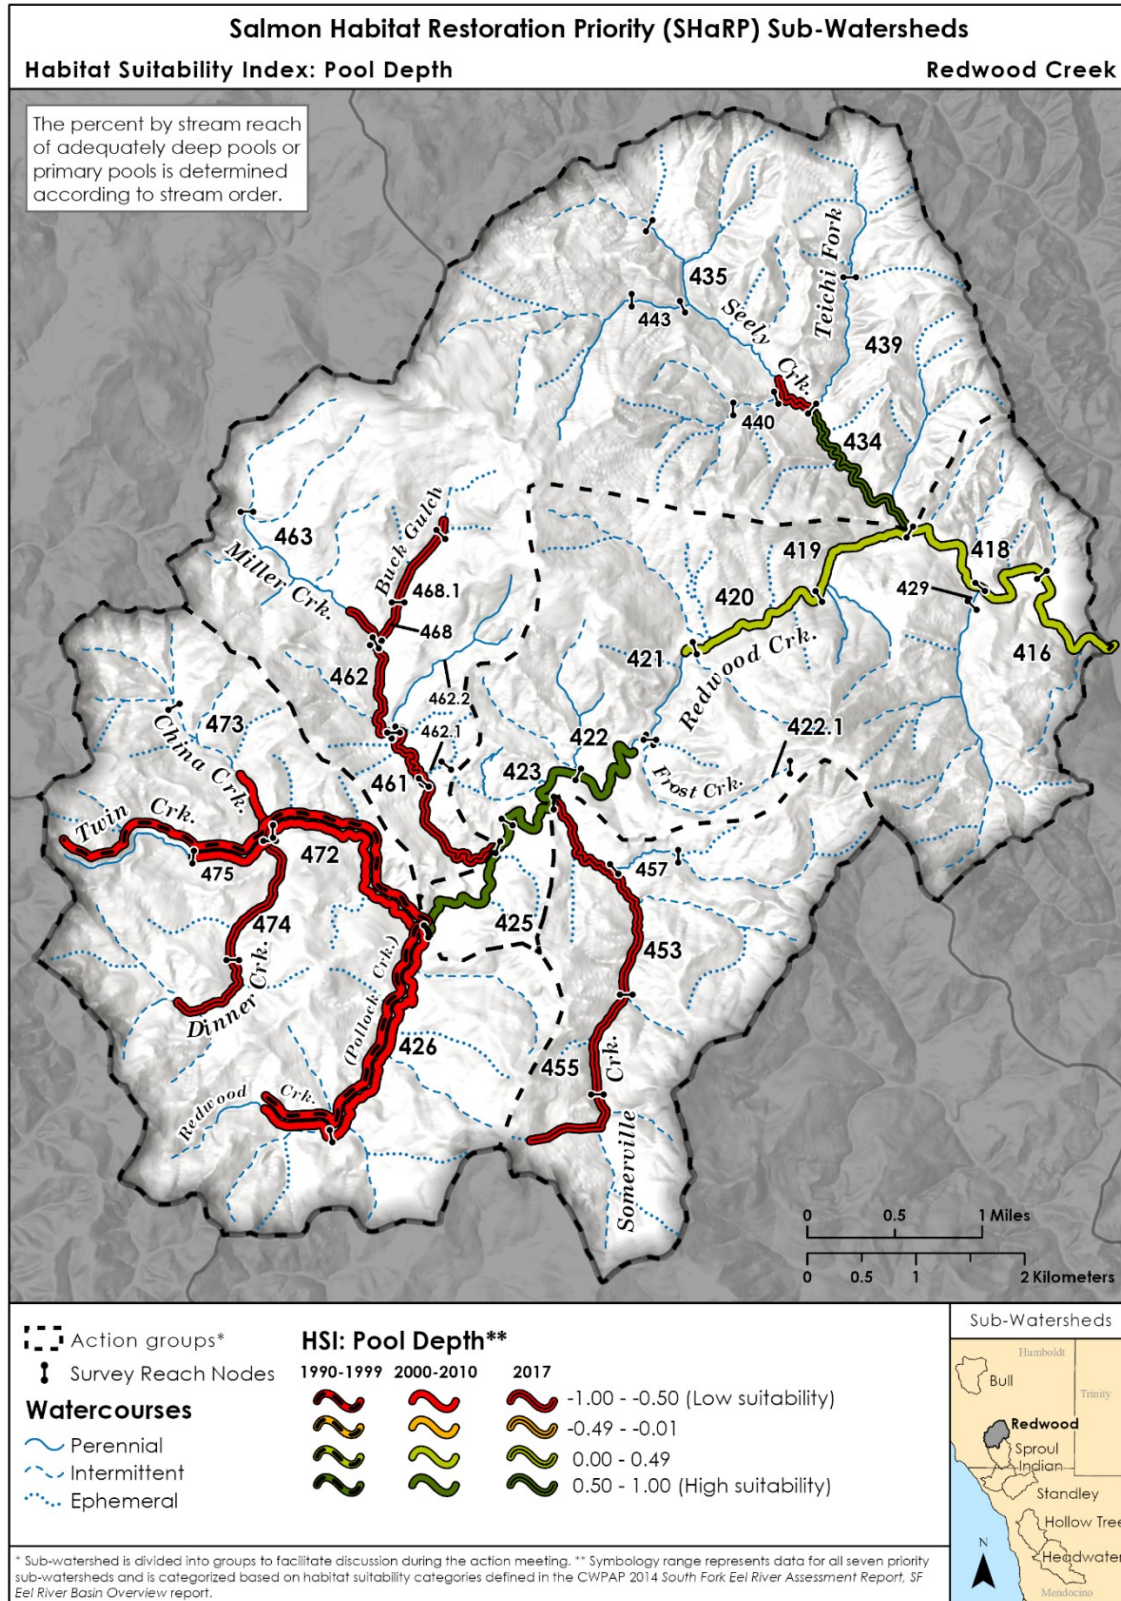 Salmon Habitat Restoration Priority (SHaRP) Sub-Watersheds
Habitat Suitability Index: Pool Depth
Redwood Creek
The percent by stream reach
of adequately deep pools or
primary pools is determined
according to stream order.
435
Teichi Fork
443
Seely Crk.
439
440
434
463
Buck Gulch
Miller Crk.
468.1
468
419
418
420
429
462
421
Redwood Crk.
416
462.2
473
462.1
422
422.1
China Crk.
461
423
Frost Crk.
Twin Crk.
472
475
457
474
425
453
Dinner Crk.
(Pollock Crk.)
426
455
Redwood Crk.
Somerville Crk.
0 0.5 1 Miles
0 0.5 1 2 Kilometers
Action groups*
Survey Reach Nodes
Watercourses
Perennial
Intermittent
Ephemeral
HSI: Pool Depth**
1990-1999 2000-2010 2017
-1.00 - -0.50 (Low suitability)
-0.49 - -0.01
0.00 - 0.49
0.50 - 1.00 (High suitability)
Sub-Watersheds
Humboldt
Bull
Trinity
Redwood
Sproul
Indian
Standley
Hollow Tree
N
Headwater
Mendocino
* Sub-watershed is divided into groups to facilitate discussion during the action meeting. ** Symbology range represents data for all seven priority
sub-watersheds and is categorized based on habitat suitability categories defined in the CWPAP 2014 South Fork Eel River Assessment Report, SF
Eel River Basin Overview report.